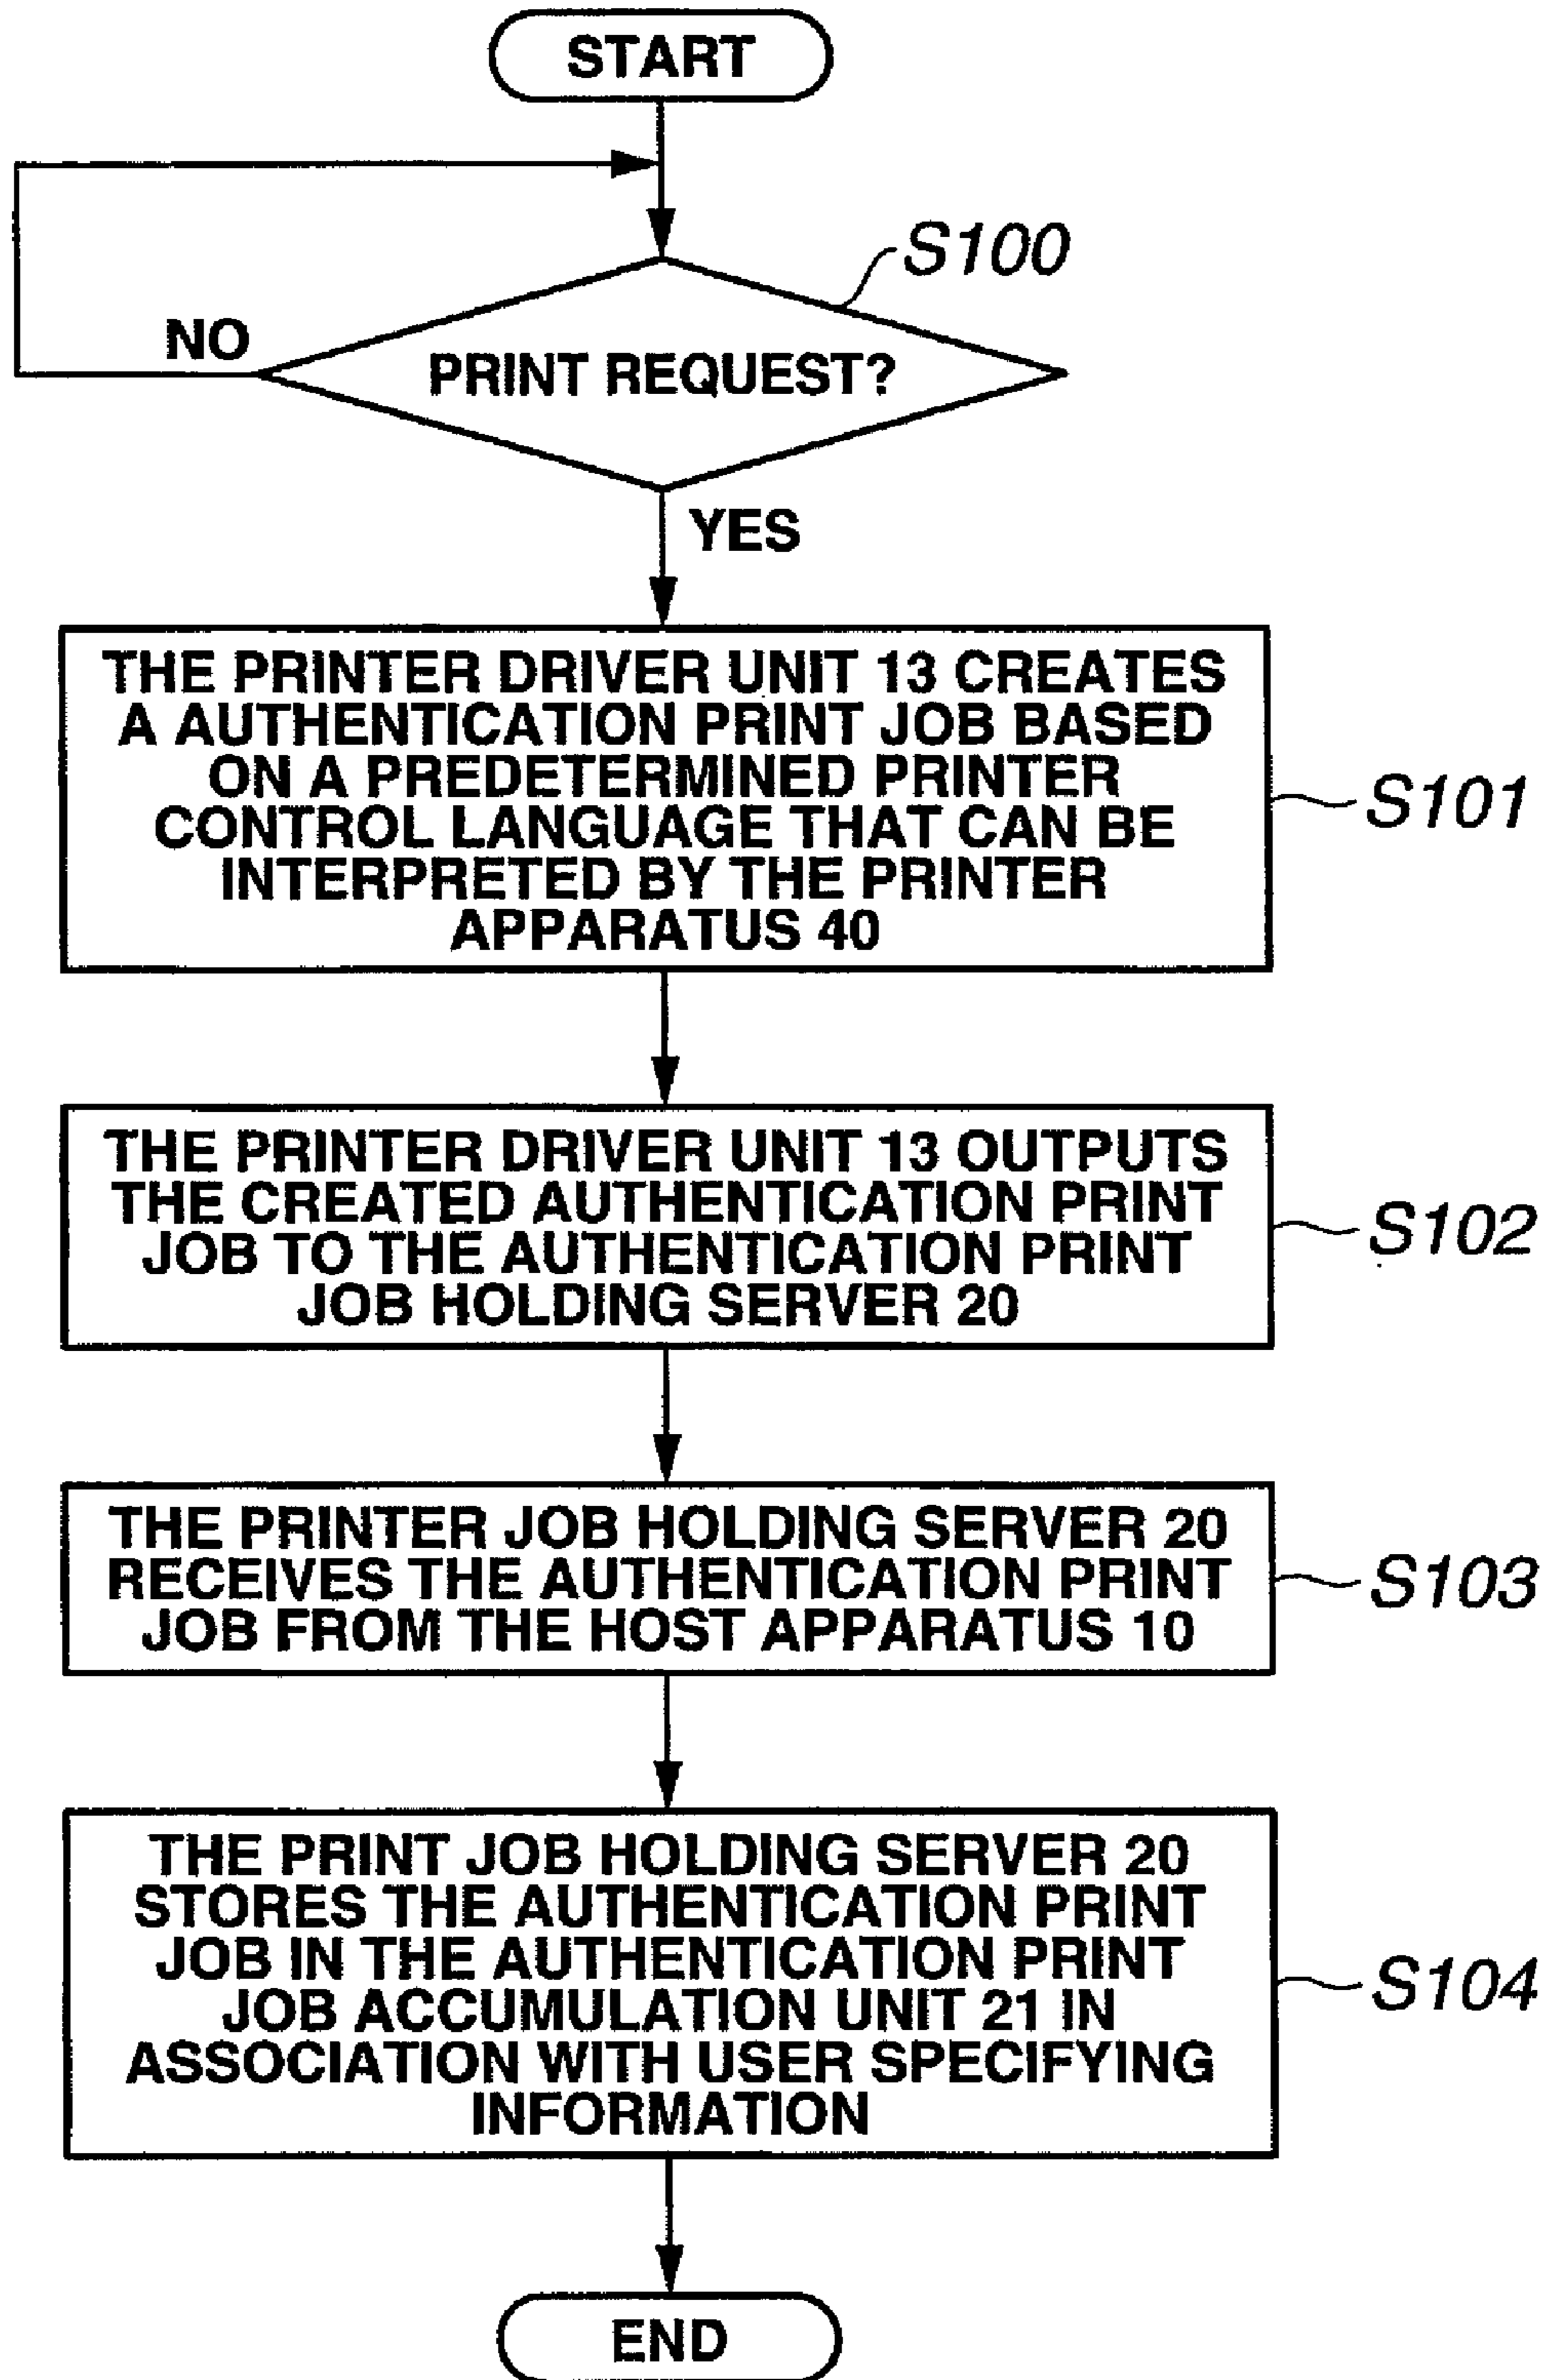 START
S100
NO
PRINT REQUEST?
YES
THE PRINTER DRIVER UNIT 13 CREATES
A AUTHENTICATION PRINT JOB BASED
ON A PREDETERMINED PRINTER
CONTROL LANGUAGE THAT CAN BE
INTERPRETED BY THE PRINTER
APPARATUS 40
S101
THE PRINTER DRIVER UNIT 13 OUTPUTS
THE CREATED AUTHENTICATION PRINT
JOB TO THE AUTHENTICATION PRINT
JOB HOLDING SERVER 20
S102
THE PRINTER JOB HOLDING SERVER 20
RECEIVES THE AUTHENTICATION PRINT
JOB FROM THE HOST APPARATUS 10
S103
THE PRINT JOB HOLDING SERVER 20
STORES THE AUTHENTICATION PRINT
JOB IN THE AUTHENTICATION PRINT
JOB ACCUMULATION UNIT 21 IN
ASSOCIATION WITH USER SPECIFYING
INFORMATION
S104
END